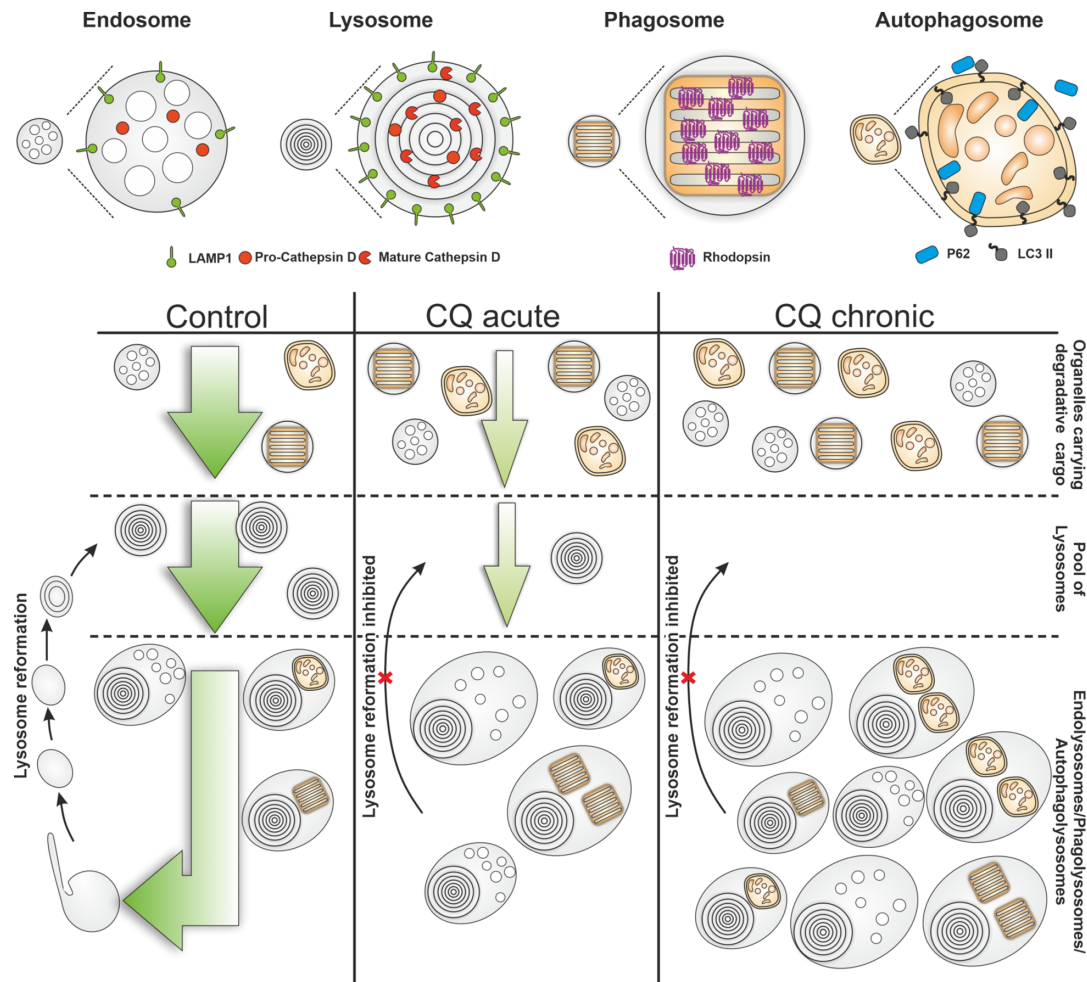 Endosome
Lysosome
Phagosome
Autophagosome
LAMP1
Pro-Cathepsin D
Mature Cathepsin D
Rhodopsin
P62
LC3 II
Control
CQ acute
CQ chronic
Organelles carrying
degradative cargo
Pool of
Lysosomes
Endolysosomes/Phagolysosomes/
Autophagolysosomes
Lysosome reformation
Lysosome reformation inhibited
Lysosome reformation inhibited